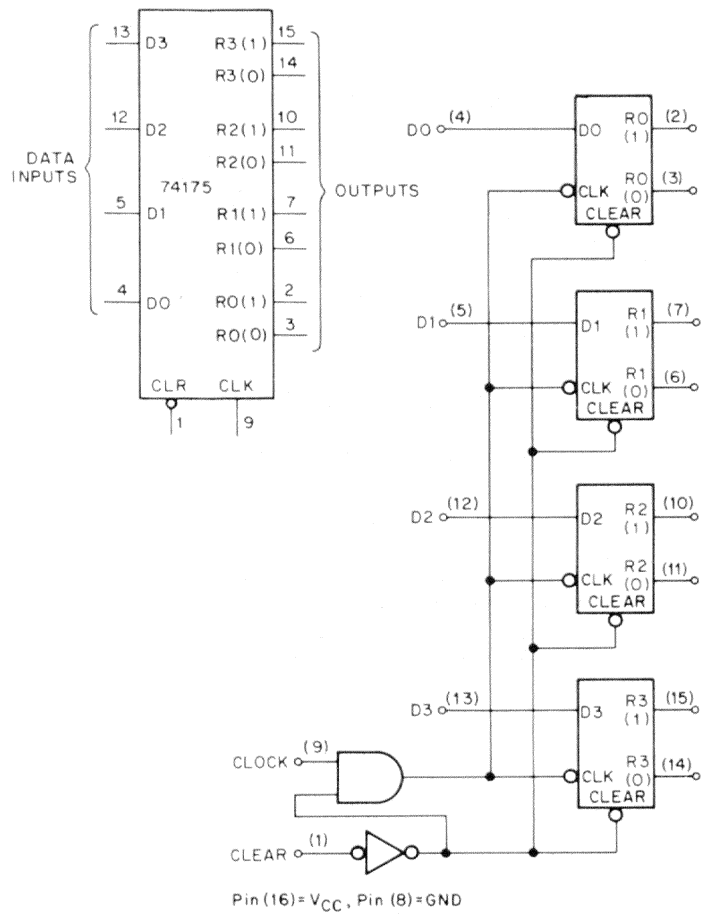 13 D3 R3(1) 15
R3(0) 14
12 D2 R2(1) 10
R2(0) 11
DATA
INPUTS
74175
OUTPUTS
5 D1 R1(1) 7
R1(0) 6
4 D0 R0(1) 2
R0(0) 3
CLR CLK
1 9
D0 (4) D0 R0 (1) (2)
CLK R0 (0) (3)
CLEAR
D1 (5) D1 R1 (1) (7)
CLK R1 (0) (6)
CLEAR
D2 (12) D2 R2 (1) (10)
CLK R2 (0) (11)
CLEAR
D3 (13) D3 R3 (1) (15)
CLOCK (9) CLK R3 (0) (14)
CLEAR
CLEAR (1)
Pin (16) = VCC, Pin (8) = GND